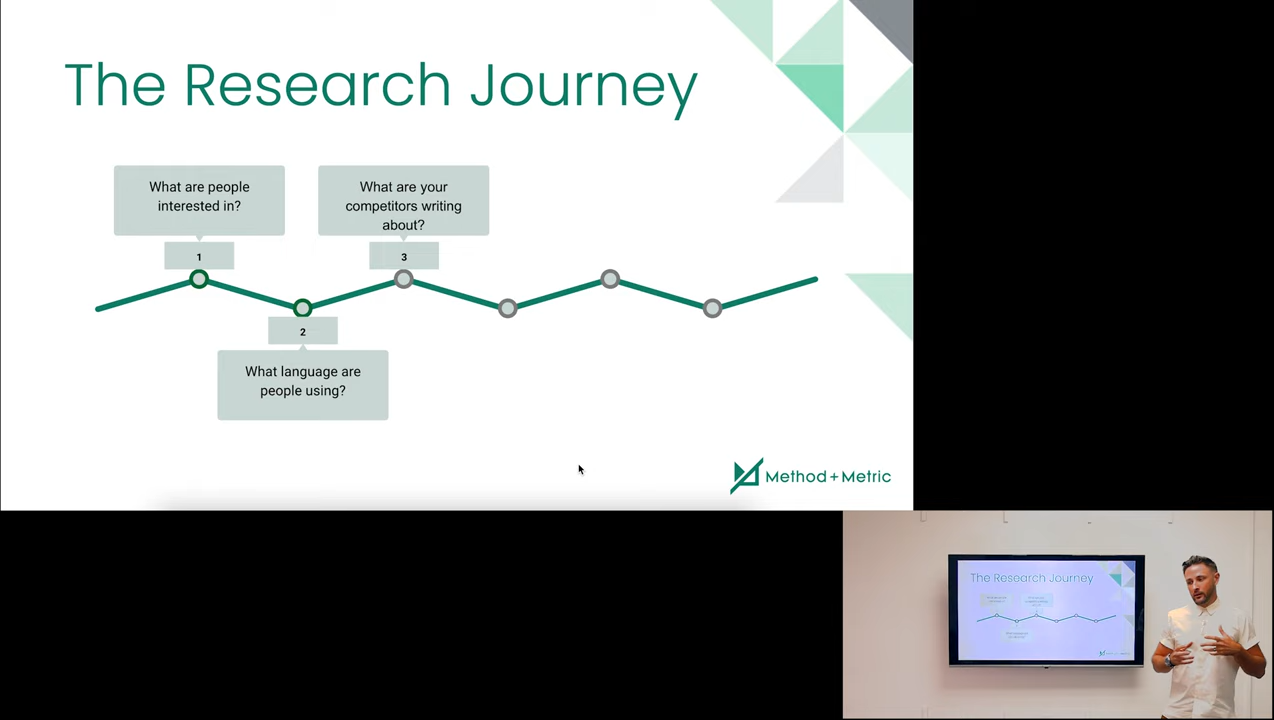 The Research Journey
What are people
interested in?
What are your
competitors writing
about?
1
3
2
What language are
people using?
Method + Metric
The Research Journey